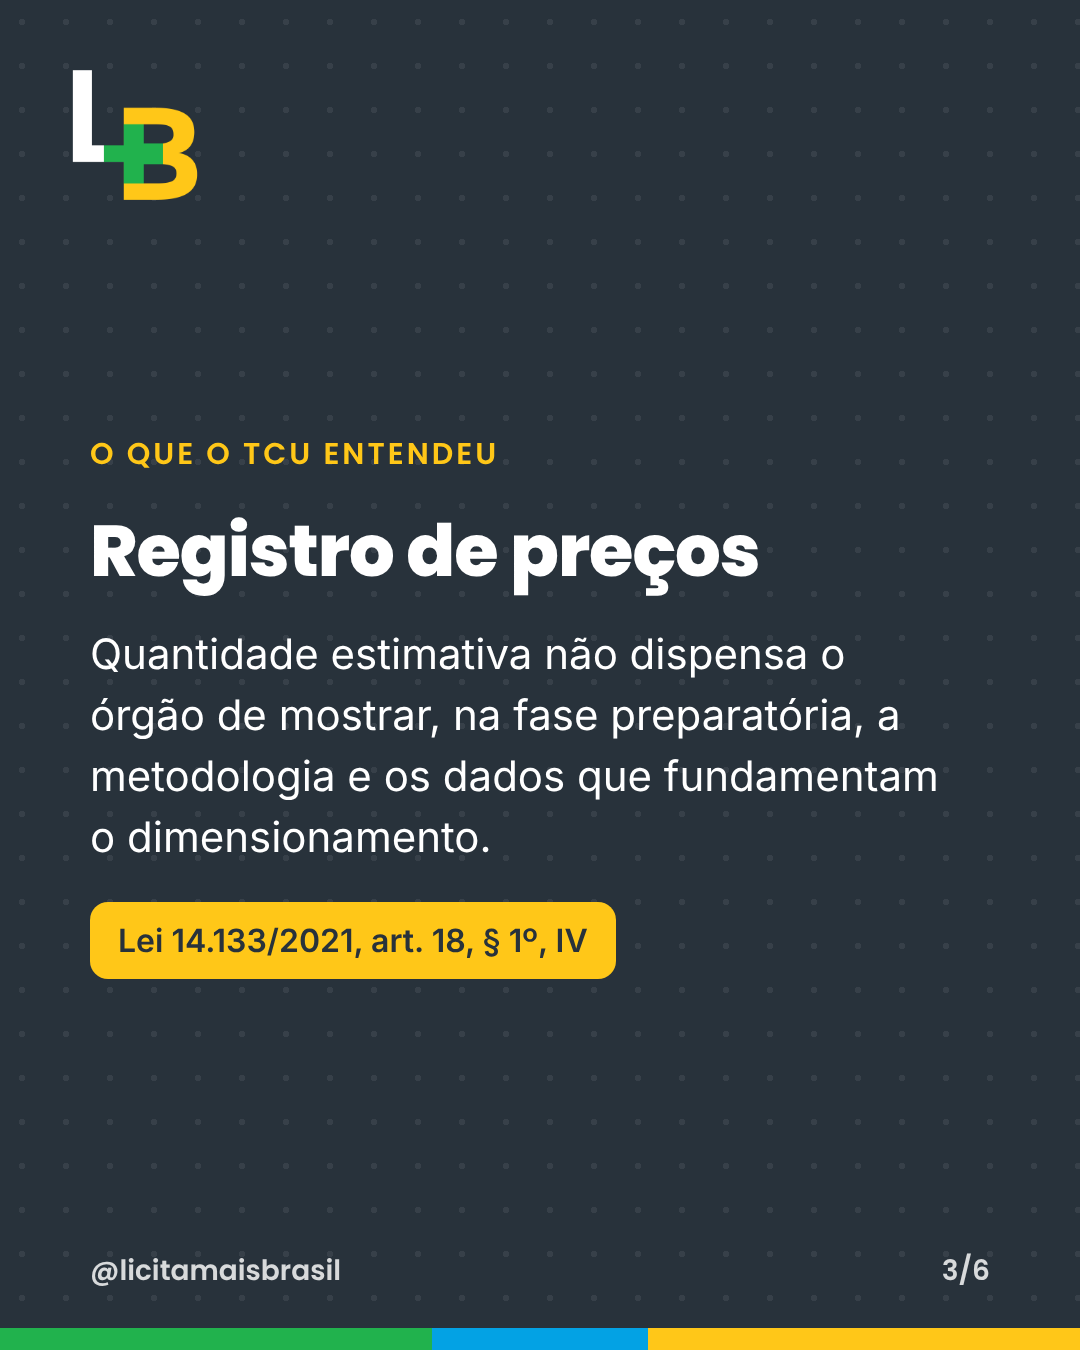 L+B
O QUE O TCU ENTENDEU
Registro de preços
Quantidade estimativa não dispensa o
órgão de mostrar, na fase preparatória, a
metodologia e os dados que fundamentam
o dimensionamento.
Lei 14.133/2021, art. 18, § 1º, IV
@licitamaisbrasil
3/6